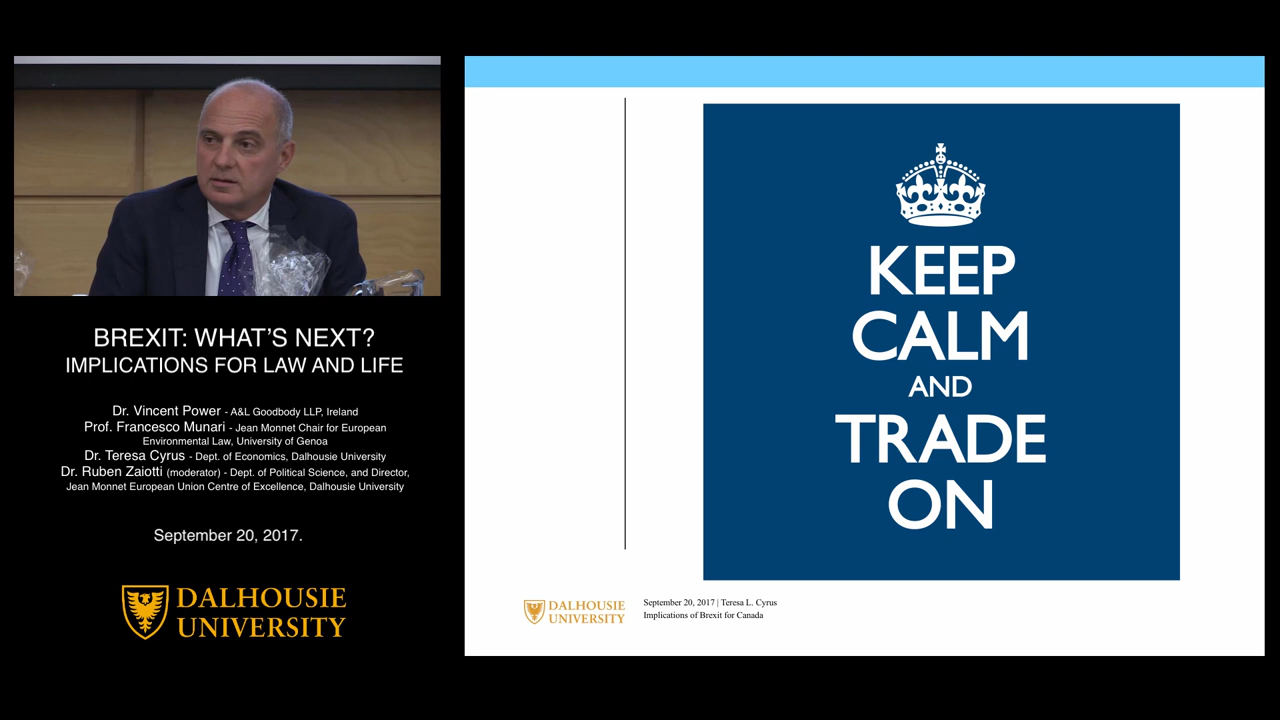 BREXIT: WHAT'S NEXT?
IMPLICATIONS FOR LAW AND LIFE
Dr. Vincent Power - A&L Goodbody LLP, Ireland
Prof. Francesco Munari - Jean Monnet Chair for European
Environmental Law, University of Genoa
Dr. Teresa Cyrus - Dept. of Economics, Dalhousie University
Dr. Ruben Zaiotti (moderator) - Dept. of Political Science, and Director,
Jean Monnet European Union Centre of Excellence, Dalhousie University
September 20, 2017.
DALHOUSIE
UNIVERSITY
KEEP
CALM
AND
TRADE
ON
DALHOUSIE
UNIVERSITY
September 20, 2017 | Teresa L. Cyrus
Implications of Brexit for Canada